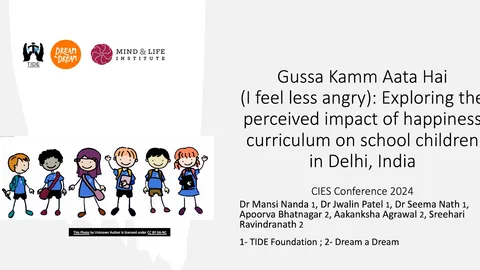 TIDE
DREAM
A
DREAM
MIND & LIFE
INSTITUTE
Gussa Kamm Aata Hai
(I feel less angry): Exploring the
perceived impact of happiness
curriculum on school children
in Delhi, India
CIES Conference 2024
Dr Mansi Nanda 1, Dr Jwalin Patel 1, Dr Seema Nath 1,
Apoorva Bhatnagar 2, Aakanksha Agrawal 2, Sreehari
Ravindranath 2
1- TIDE Foundation ; 2- Dream a Dream
This Photo by Unknown Author is licensed under CC BY-SA-NC